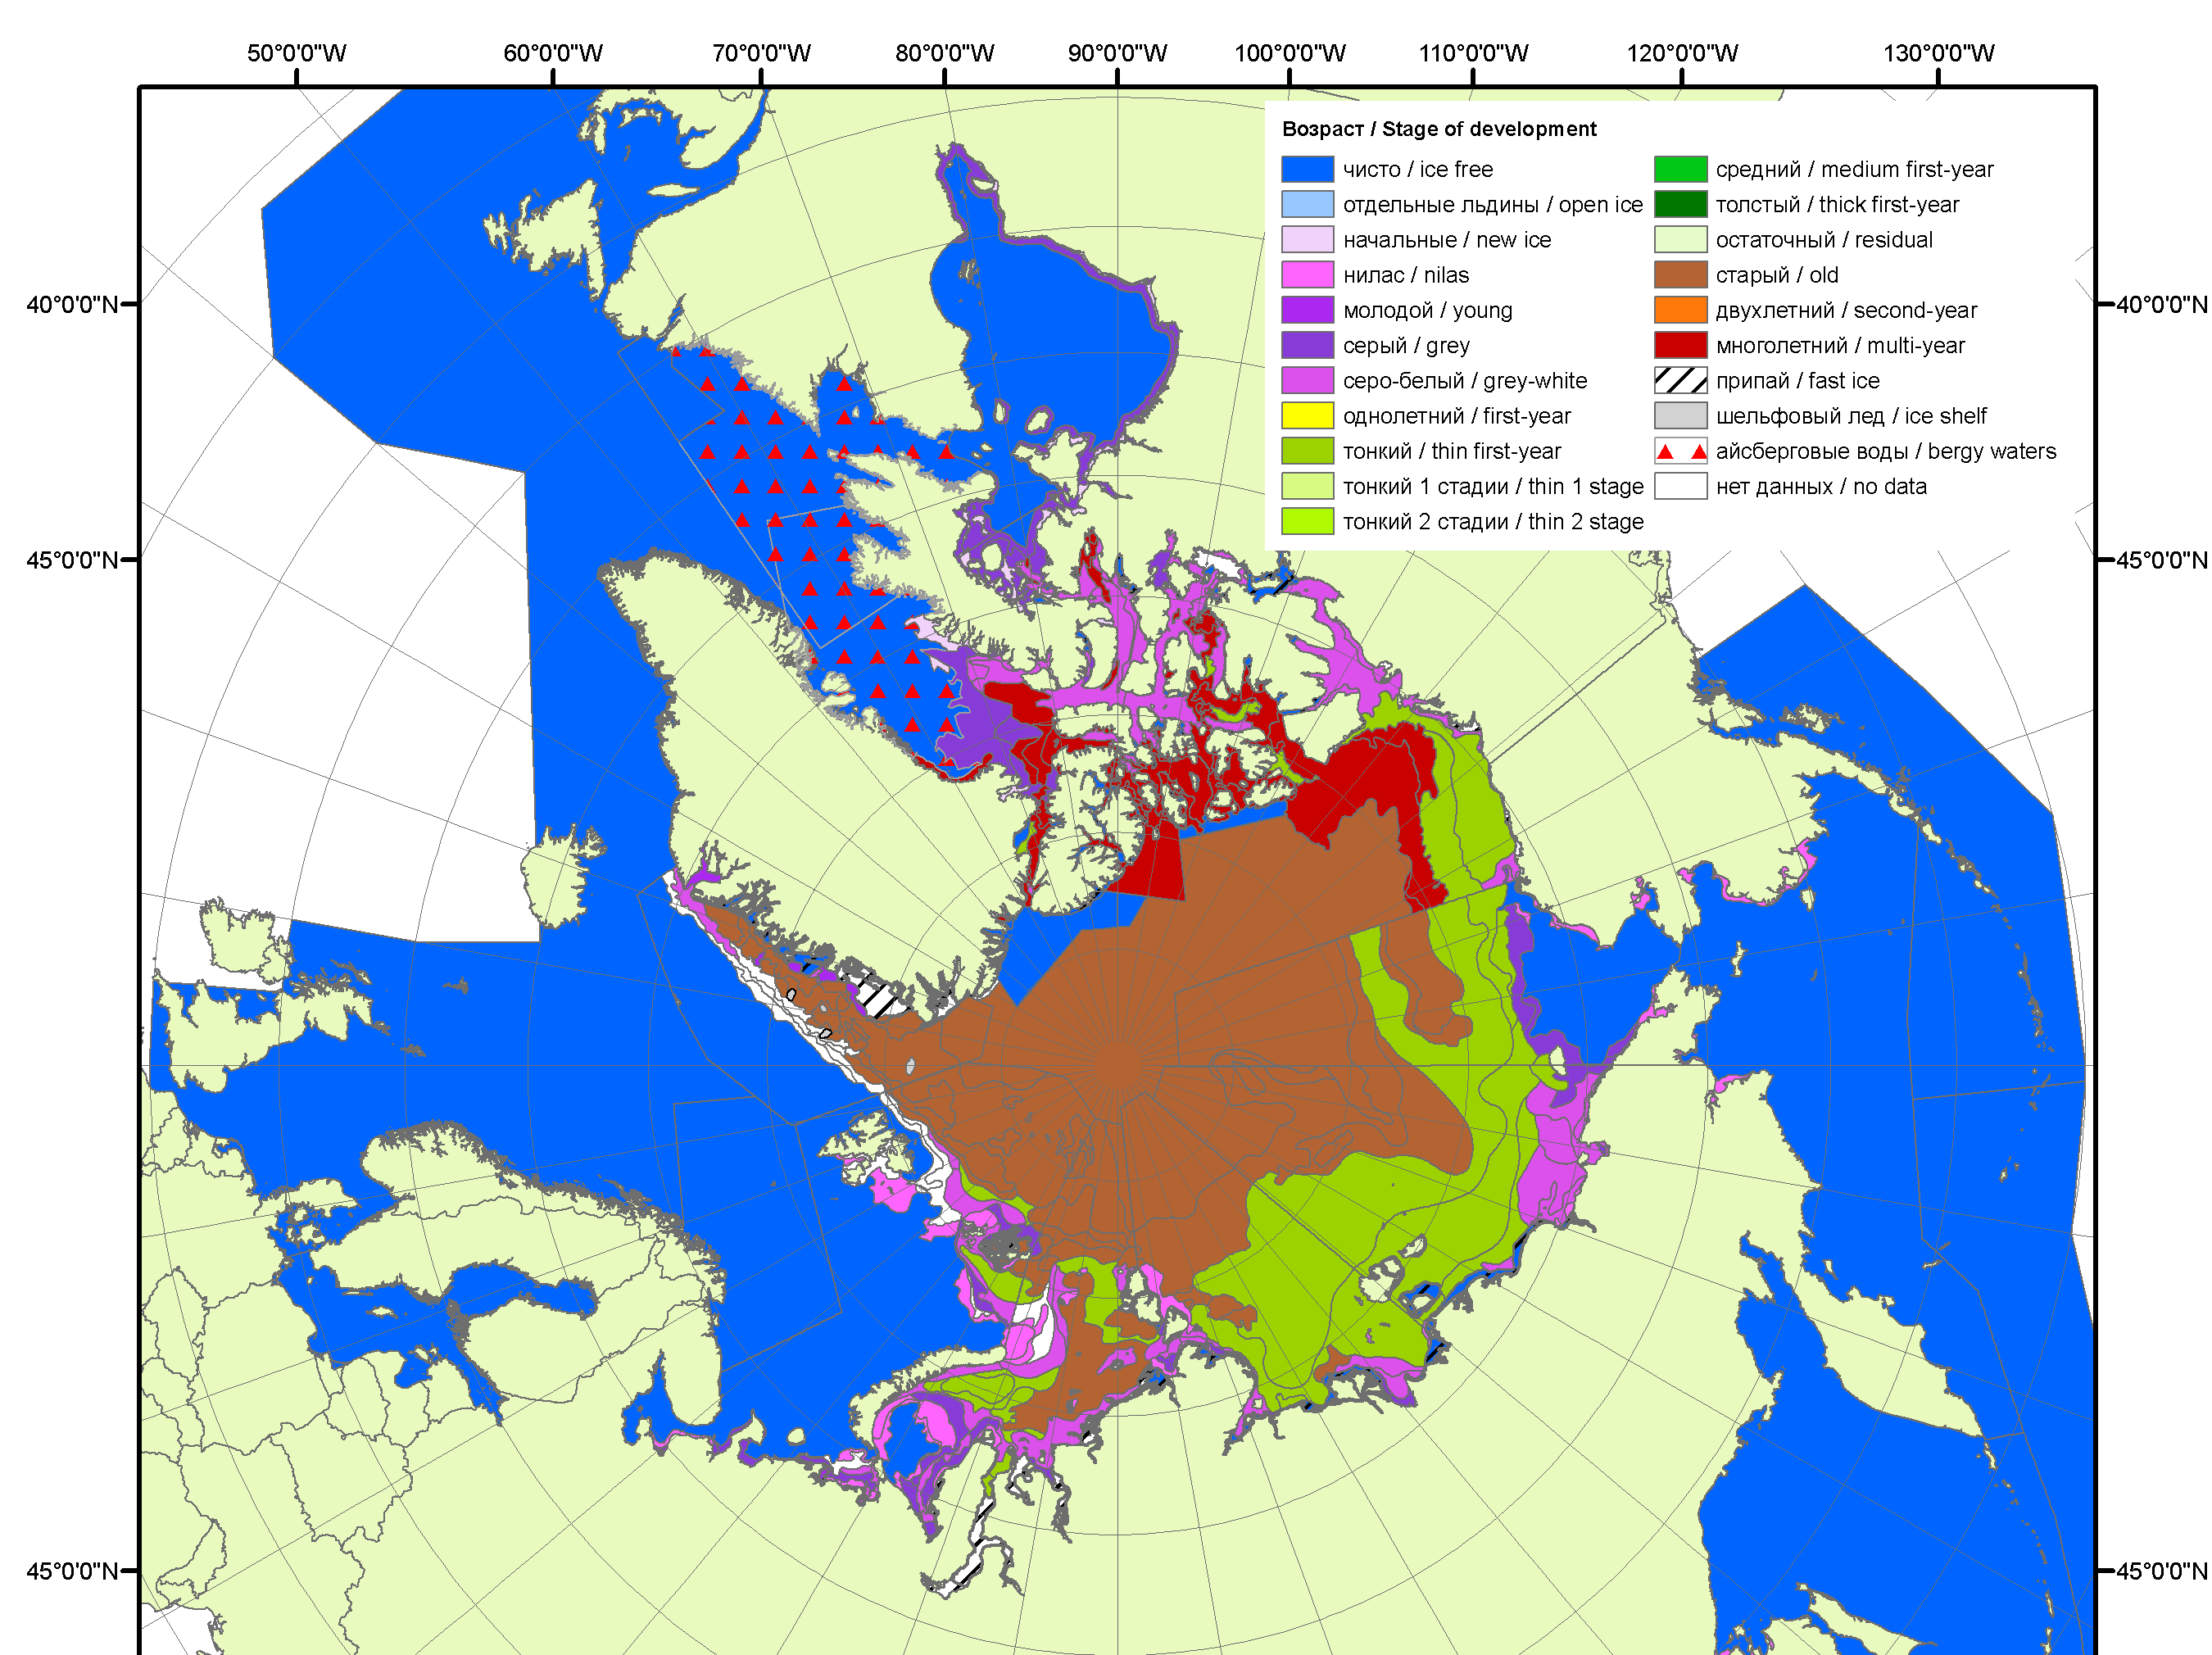 50°0'0"W 60°0'0"W 70°0'0"W 80°0'0"W 90°0'0"W 100°0'0"W 110°0'0"W 120°0'0"W 130°0'0"W
Возраст / Stage of development
чисто / ice free
отдельные льдины / open ice
начальные / new ice
нилас / nilas
молодой / young
серый / grey
серо-белый / grey-white
однолетний / first-year
тонкий / thin first-year
тонкий 1 стадии / thin 1 stage
тонкий 2 стадии / thin 2 stage
средний / medium first-year
толстый / thick first-year
остаточный / residual
старый / old
двухлетний / second-year
многолетний / multi-year
припай / fast ice
шельфовый лед / ice shelf
айсберговые воды / bergy waters
нет данных / no data
40°0'0"N 40°0'0"N
45°0'0"N 45°0'0"N
45°0'0"N 45°0'0"N